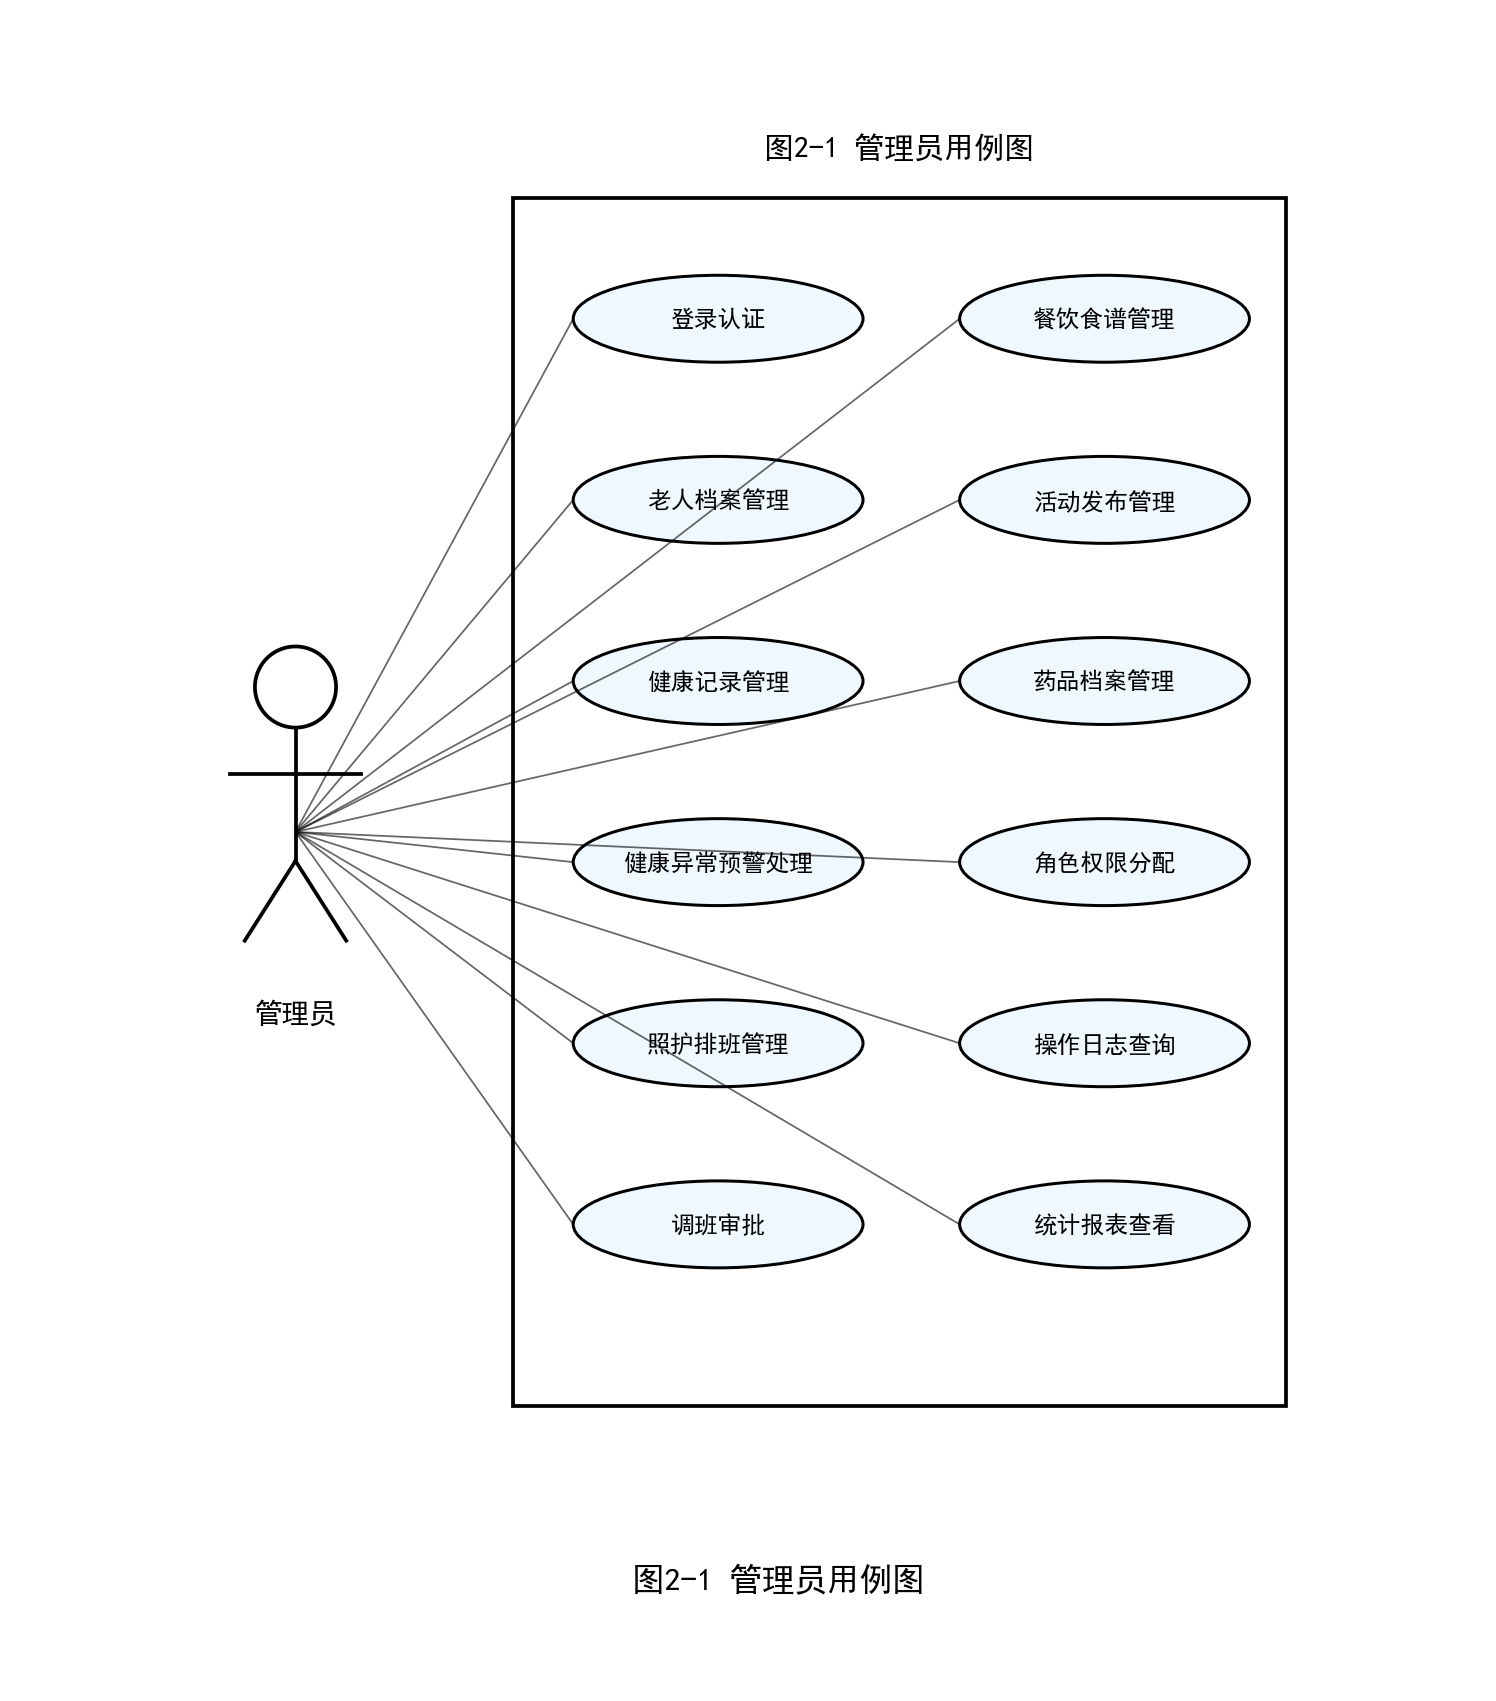 图2-1 管理员用例图
登录认证
餐饮食谱管理
老人档案管理
活动发布管理
健康记录管理
药品档案管理
健康异常预警处理
角色权限分配
管理员
照护排班管理
操作日志查询
调班审批
统计报表查看
图2-1 管理员用例图